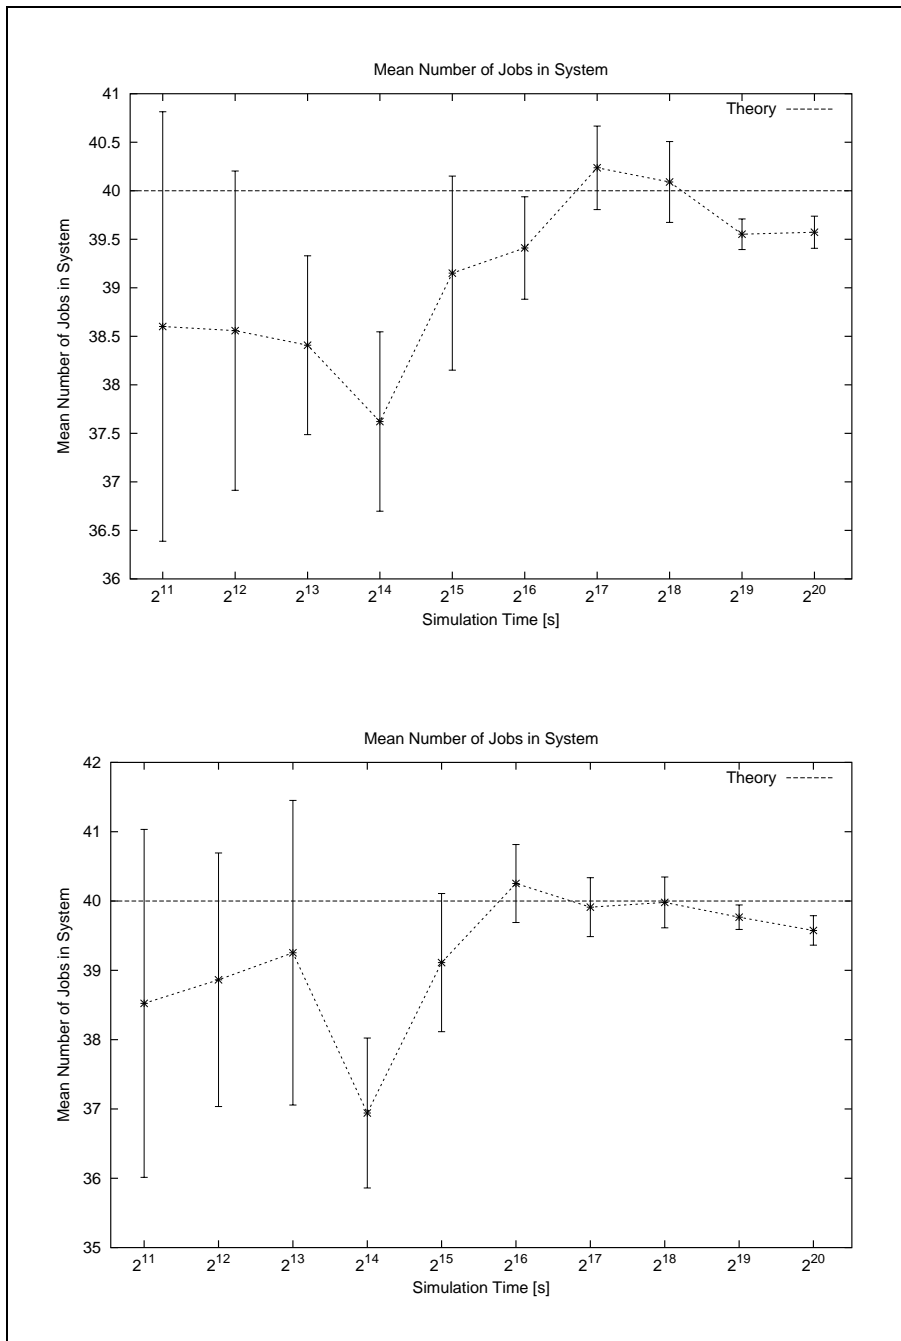 Mean Number of Jobs in System
Theory
41
40.5
40
39.5
39
38.5
38
37.5
37
36.5
36
Mean Number of Jobs in System
2^11 2^12 2^13 2^14 2^15 2^16 2^17 2^18 2^19 2^20
Simulation Time [s]
Mean Number of Jobs in System
Theory
42
41
40
39
38
37
36
35
Mean Number of Jobs in System
2^11 2^12 2^13 2^14 2^15 2^16 2^17 2^18 2^19 2^20
Simulation Time [s]